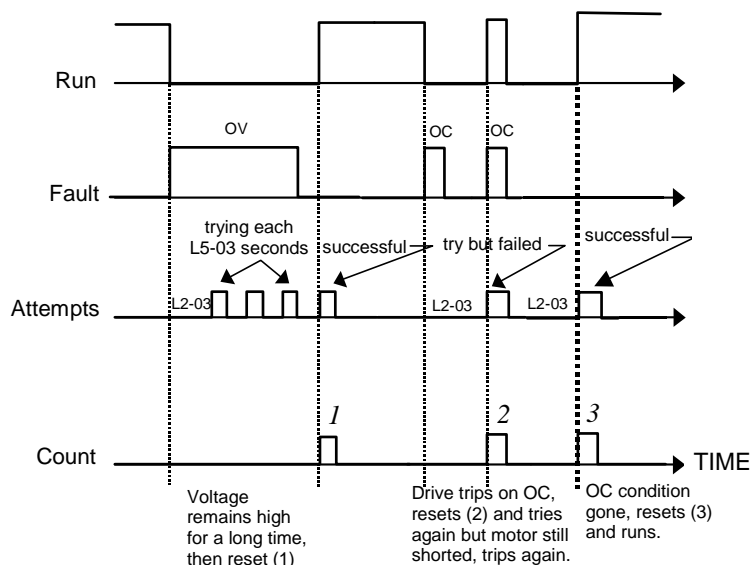 Run
OV
OC
OC
Fault
trying each
L5-03 seconds
successful
try but failed
successful
L2-03
L2-03
L2-03
Attempts
1
2
3
Count
TIME
Voltage
remains high
for a long time,
then reset (1)
Drive trips on OC,
resets (2) and tries
again but motor still
shorted, trips again.
OC condition
gone, resets (3)
and runs.